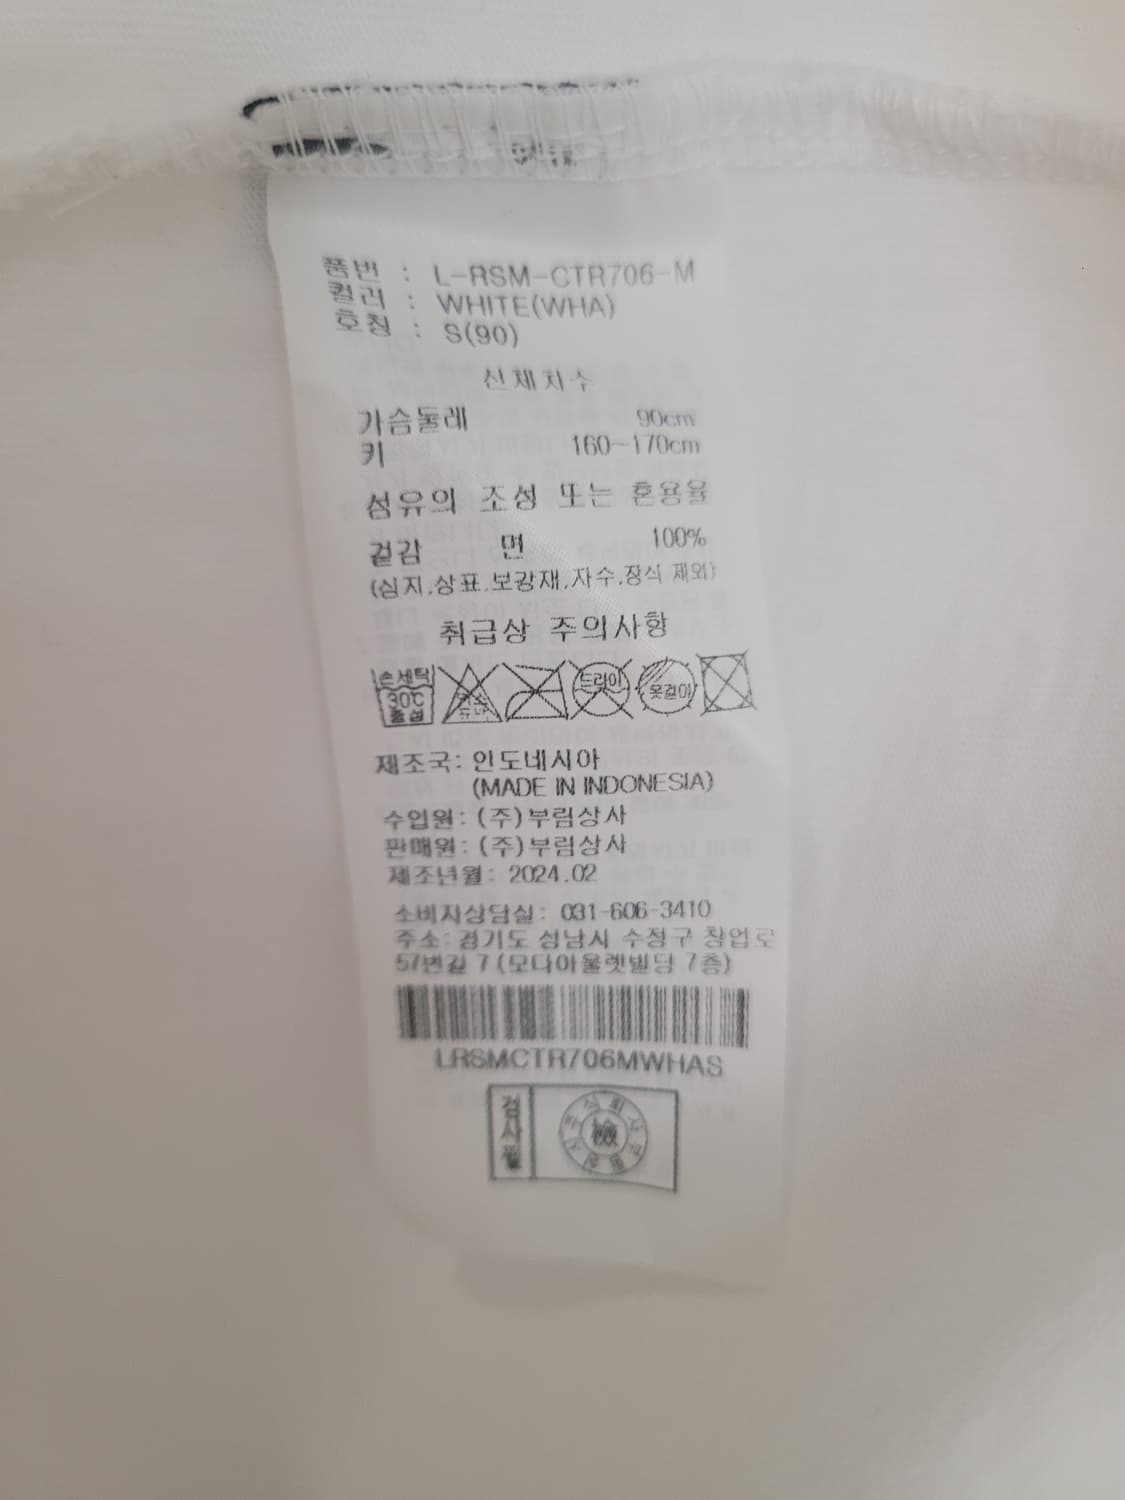 품번 : L-RSM-CTR706-M
컬러 : WHITE(WHA)
호칭 : S(90)
신체치수
가슴둘레 90cm
키 160~170cm
섬유의 조성 또는 혼용율
겉감 면 100%
(심지,상표,보강재,자수,장식 제외)
취급상 주의사항
손세탁
30℃
중성
드라이
옷걸이
제조국: 인도네시아
(MADE IN INDONESIA)
수입원: (주)부림상사
판매원: (주)부림상사
제조년월: 2024.02
소비자상담실: 031-606-3410
주소: 경기도 성남시 수정구 창업로
57번길 7 (모다아울렛빌딩 7층)
LRSMCTR706MWHAS
검사필
檢